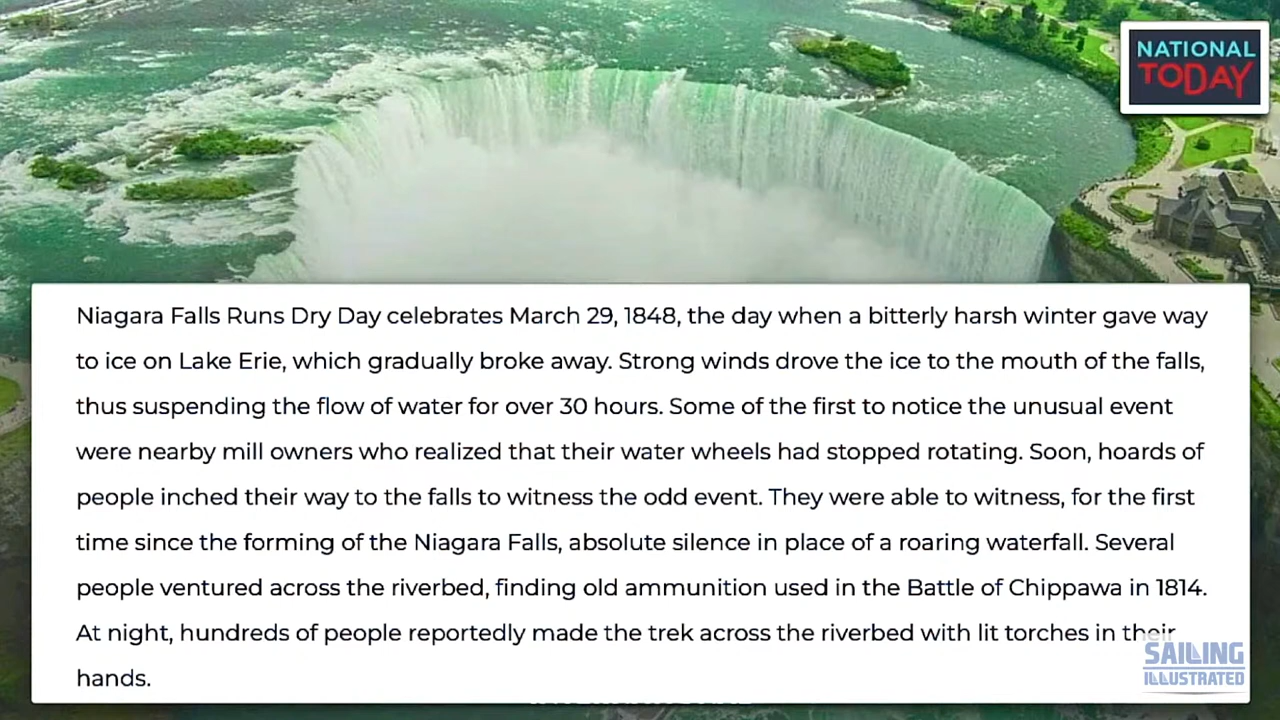 NATIONAL
TODAY
Niagara Falls Runs Dry Day celebrates March 29, 1848, the day when a bitterly harsh winter gave way
to ice on Lake Erie, which gradually broke away. Strong winds drove the ice to the mouth of the falls,
thus suspending the flow of water for over 30 hours. Some of the first to notice the unusual event
were nearby mill owners who realized that their water wheels had stopped rotating. Soon, hoards of
people inched their way to the falls to witness the odd event. They were able to witness, for the first
time since the forming of the Niagara Falls, absolute silence in place of a roaring waterfall. Several
people ventured across the riverbed, finding old ammunition used in the Battle of Chippawa in 1814.
At night, hundreds of people reportedly made the trek across the riverbed with lit torches in their
hands.
SAILING
ILLUSTRATED